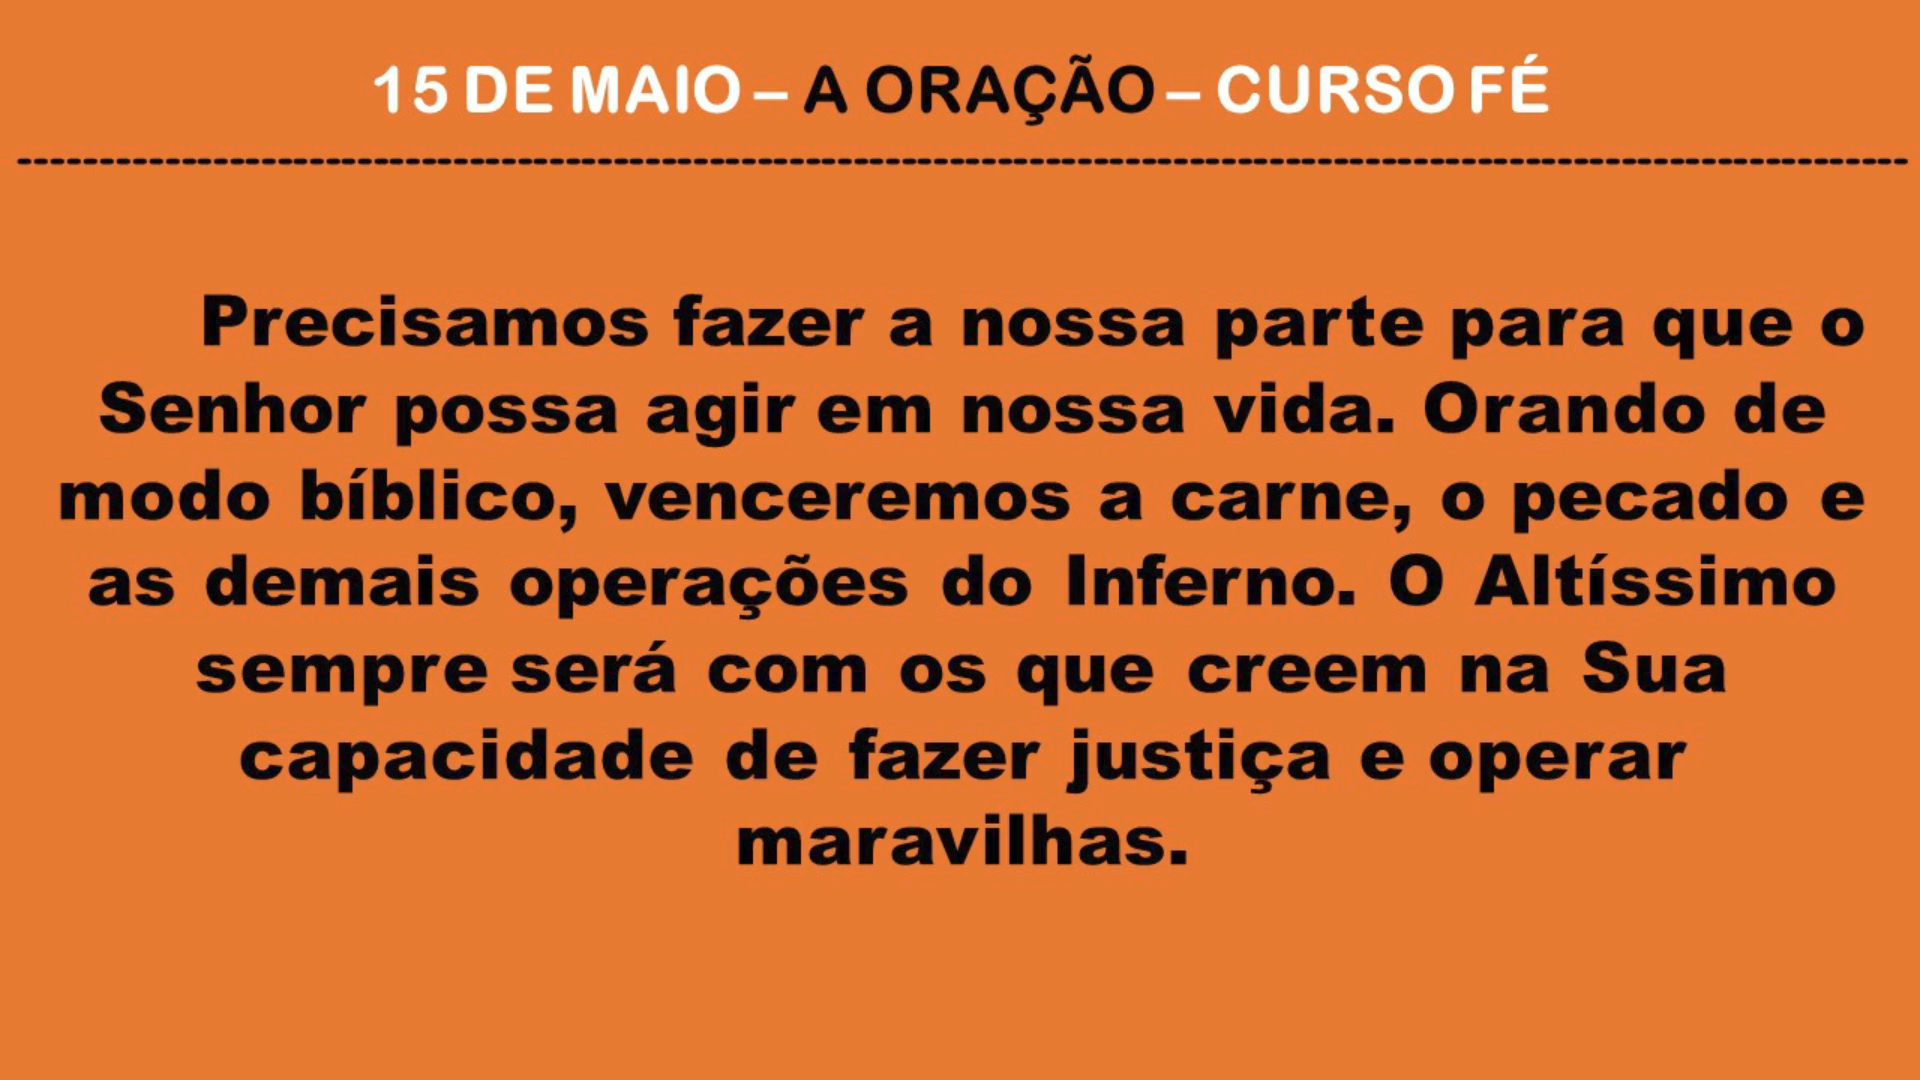 15 DE MAIO – A ORAÇÃO – CURSO FÉ
Precisamos fazer a nossa parte para que o
Senhor possa agir em nossa vida. Orando de
modo bíblico, venceremos a carne, o pecado e
as demais operações do Inferno. O Altíssimo
sempre será com os que creem na Sua
capacidade de fazer justiça e operar
maravilhas.